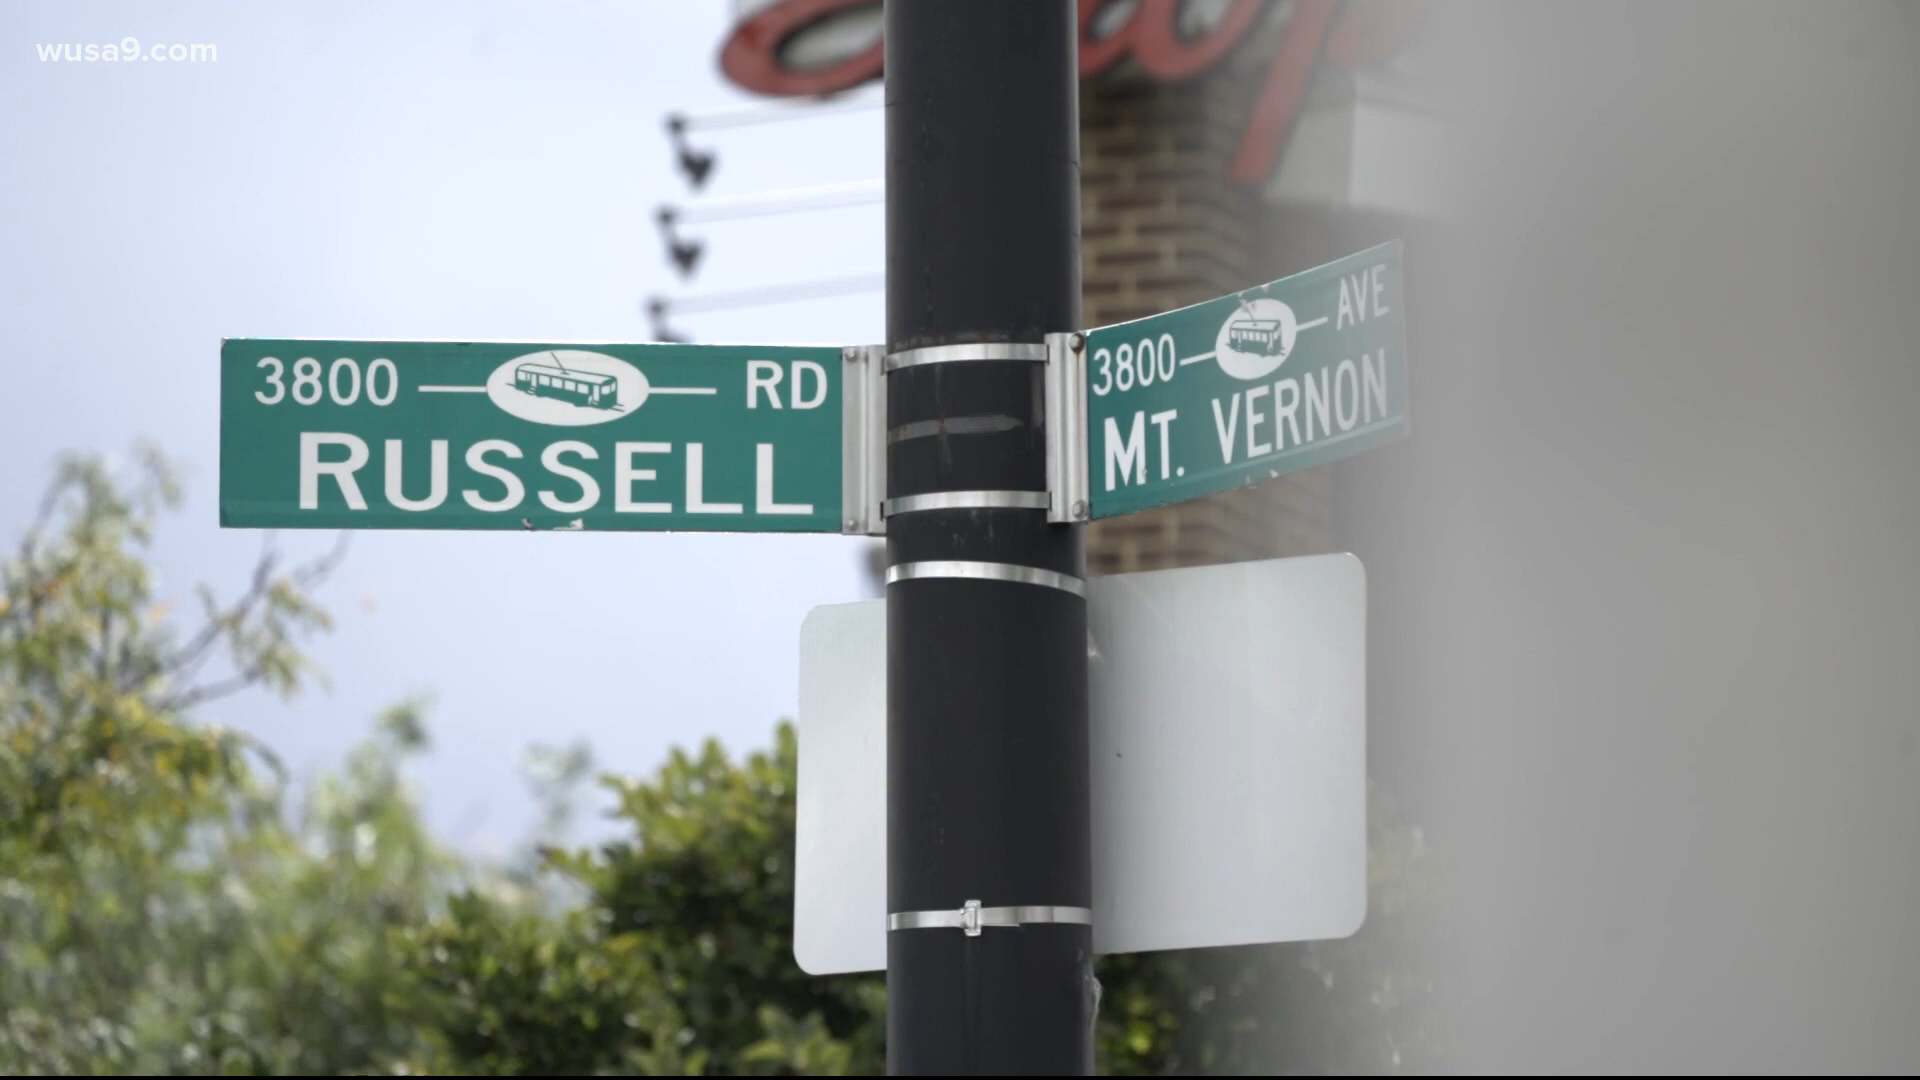 wusa9.com
3800 RD
RUSSELL
3800 AVE
MT. VERNON